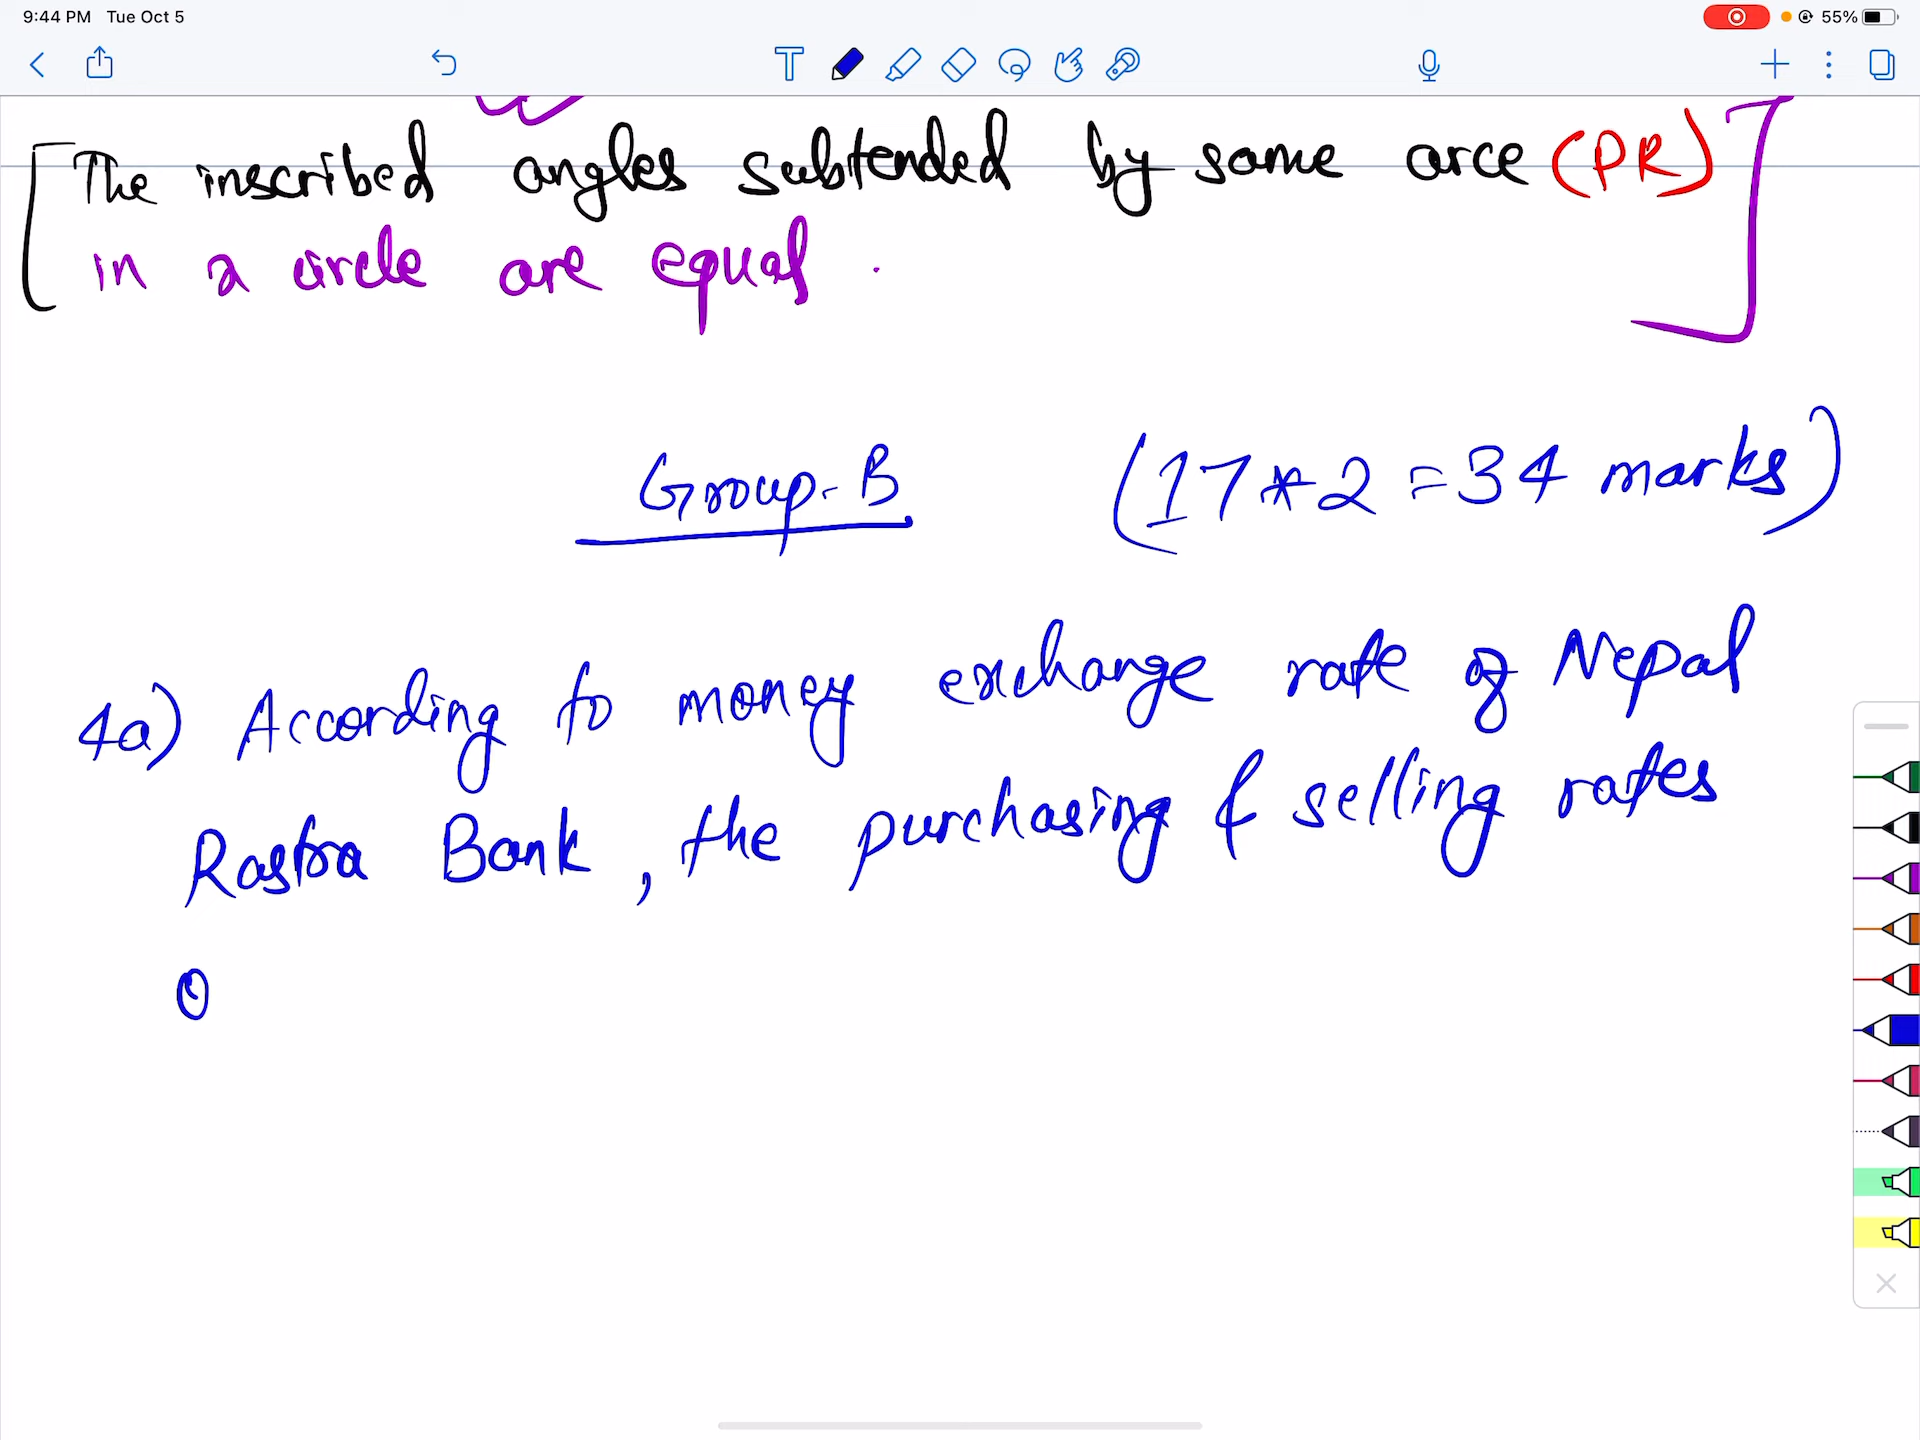 9:44 PM Tue Oct 5
55%
[The inscribed angles subtended by same arce (PR)
in a circle are equal.]
Group-B (17*2=34 marks)
4a) According to money exchange rate of Nepal
Rastra Bank, the purchasing & selling rates
o